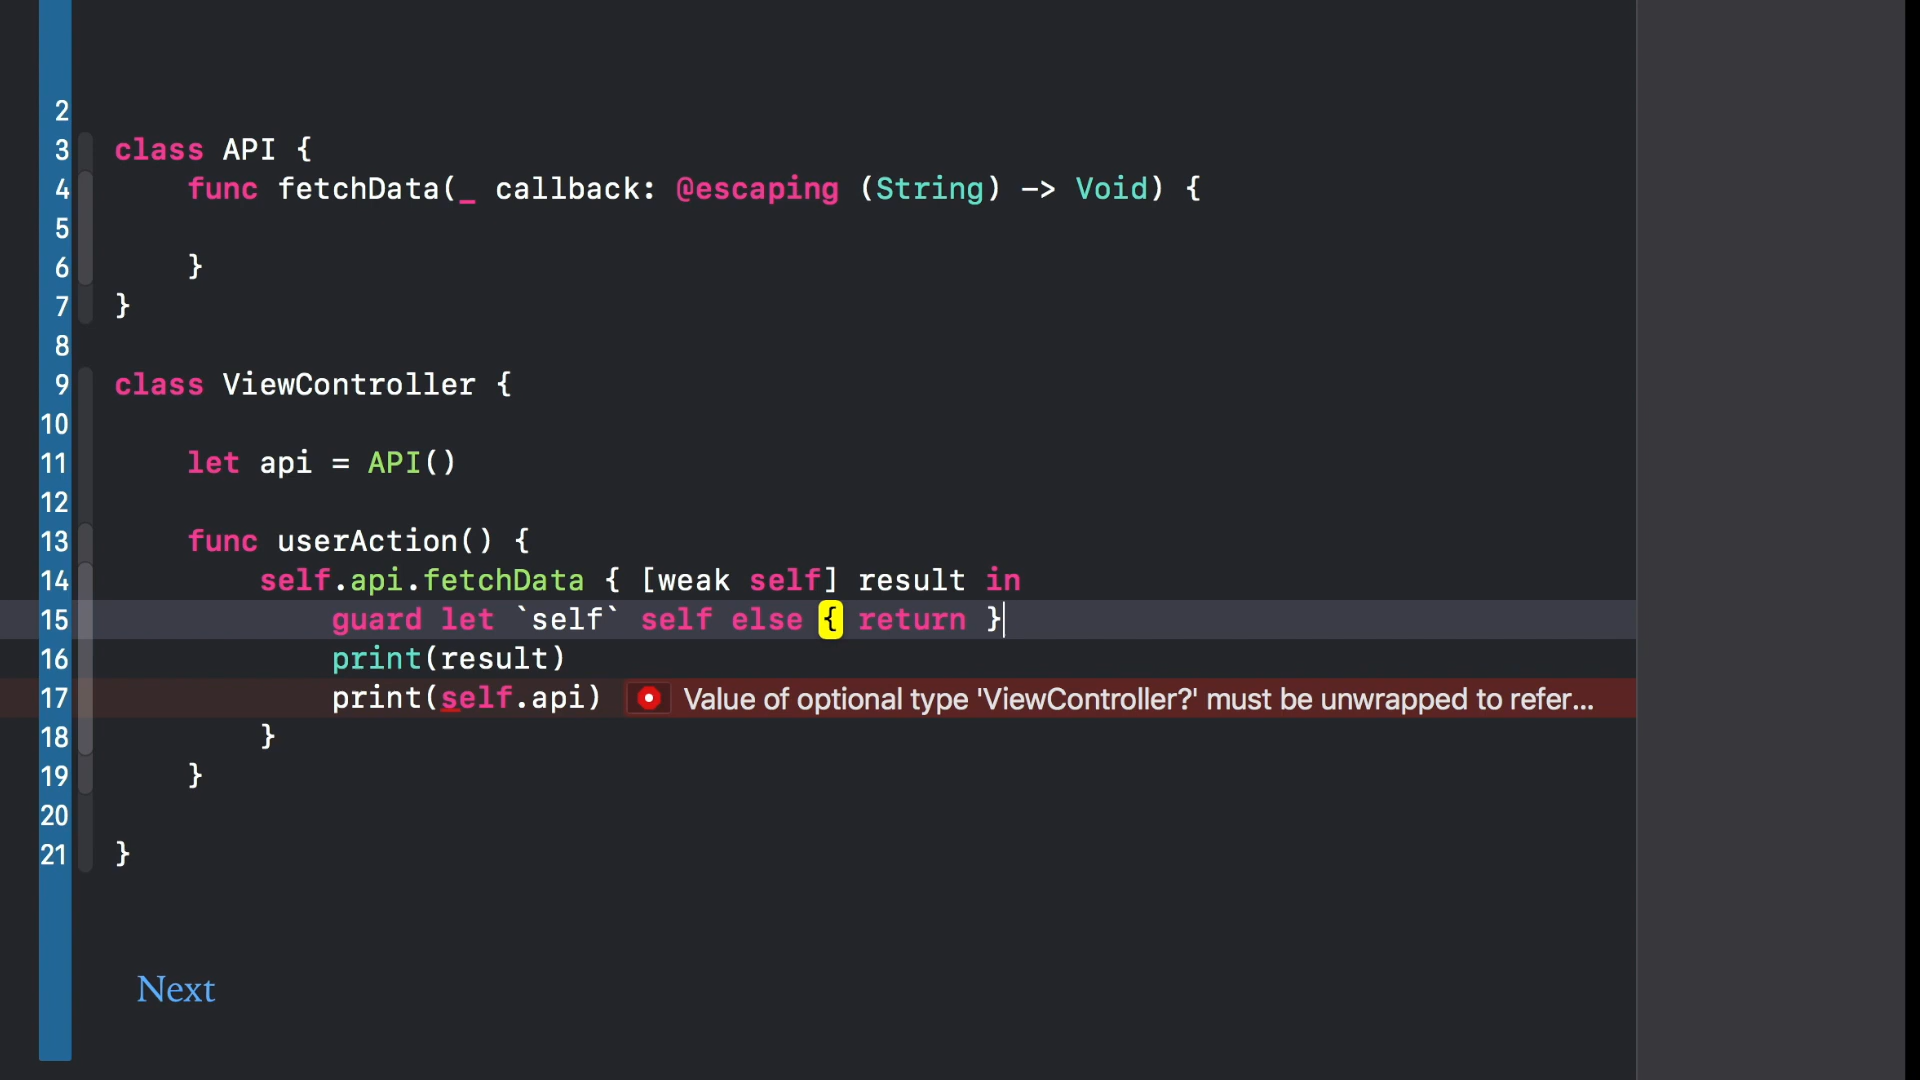 2
3 class API {
4 func fetchData(_ callback: @escaping (String) -> Void) {
5
6 }
7 }
8
9 class ViewController {
10
11 let api = API()
12
13 func userAction() {
14 self.api.fetchData { [weak self] result in
15 guard let `self` self else { return }
16 print(result)
17 print(self.api) Value of optional type 'ViewController?' must be unwrapped to refer...
18 }
19 }
20
21 }
Next